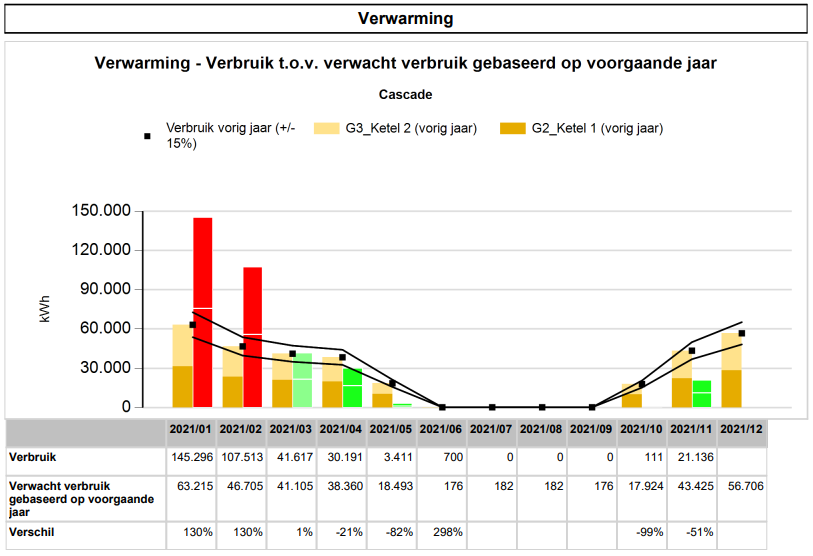 Verwarming
Verwarming - Verbruik t.o.v. verwacht verbruik gebaseerd op voorgaande jaar
Cascade
Verbruik vorig jaar (+/- 15%) G3_Ketel 2 (vorig jaar) G2_Ketel 1 (vorig jaar)
150.000
120.000
90.000
60.000
30.000
0
kWh
2021/01 2021/02 2021/03 2021/04 2021/05 2021/06 2021/07 2021/08 2021/09 2021/10 2021/11 2021/12
Verbruik 145.296 107.513 41.617 30.191 3.411 700 0 0 0 111 21.136
Verwacht verbruik gebaseerd op voorgaande jaar 63.215 46.705 41.105 38.360 18.493 176 182 182 176 17.924 43.425 56.706
Verschil 130% 130% 1% -21% -82% 298% -99% -51%